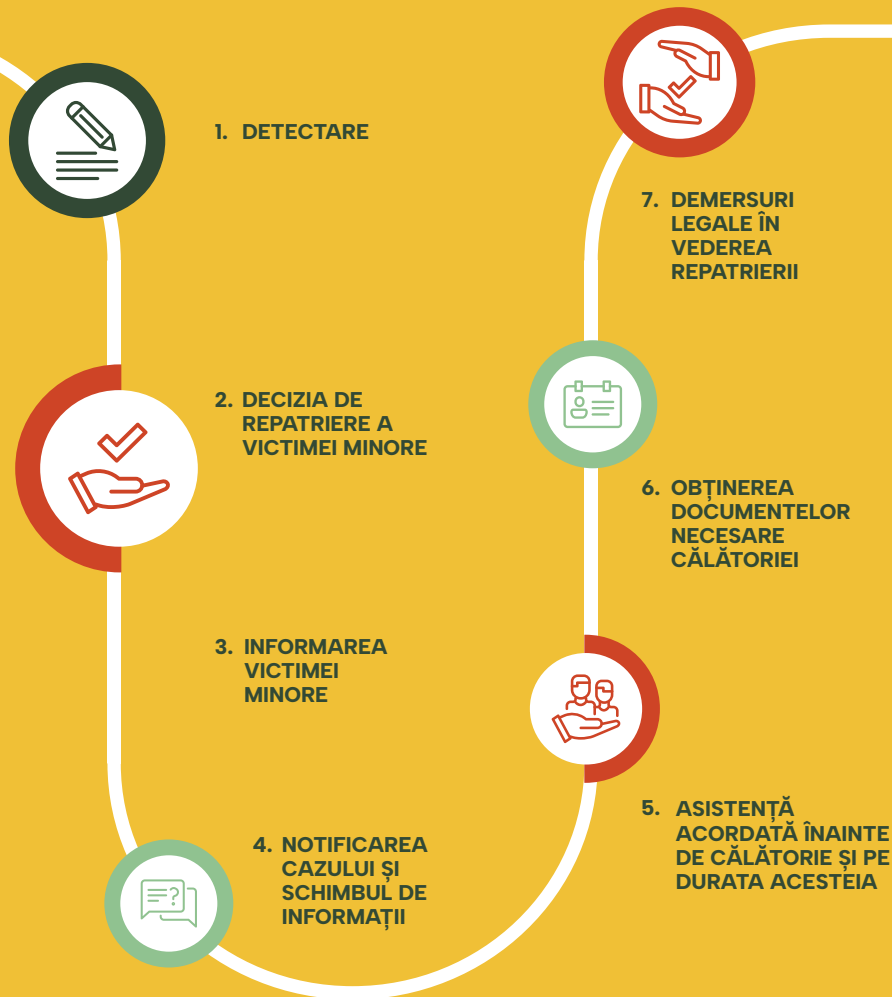 1. DETECTARE
2. DECIZIA DE
REPATRIERE A
VICTIMEI MINORE
3. INFORMAREA
VICTIMEI
MINORE
4. NOTIFICAREA
CAZULUI ȘI
SCHIMBUL DE
INFORMAȚII
5. ASISTENȚĂ
ACORDATĂ ÎNAINTE
DE CĂLĂTORIE ȘI PE
DURATA ACESTEIA
6. OBȚINEREA
DOCUMENTELOR
NECESARE
CĂLĂTORIEI
7. DEMERSURI
LEGALE ÎN
VEDEREA
REPATRIERII
?